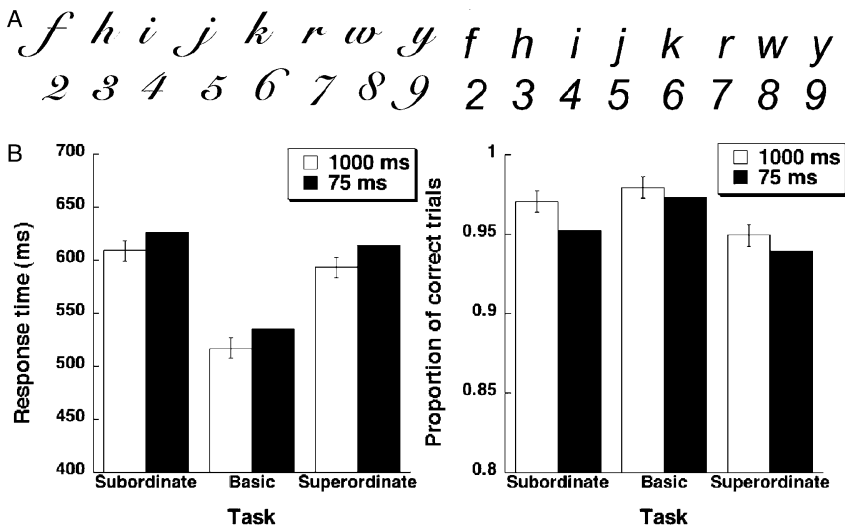 A
f h i j k r w y f h i j k r w y
2 3 4 5 6 7 8 9 2 3 4 5 6 7 8 9
B
Response time (ms)
700
650
600
550
500
450
400
1000 ms
75 ms
Subordinate Basic Superordinate
Task
Proportion of correct trials
1
0.95
0.9
0.85
0.8
1000 ms
75 ms
Subordinate Basic Superordinate
Task